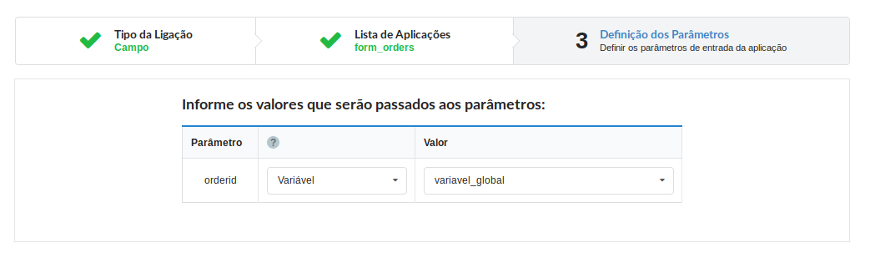 Tipo da Ligação
Campo
Lista de Aplicações
form_orders
3
Definição dos Parâmetros
Definir os parâmetros de entrada da aplicação
Informe os valores que serão passados aos parâmetros:
Parâmetro ? Valor
orderid Variável variavel_global